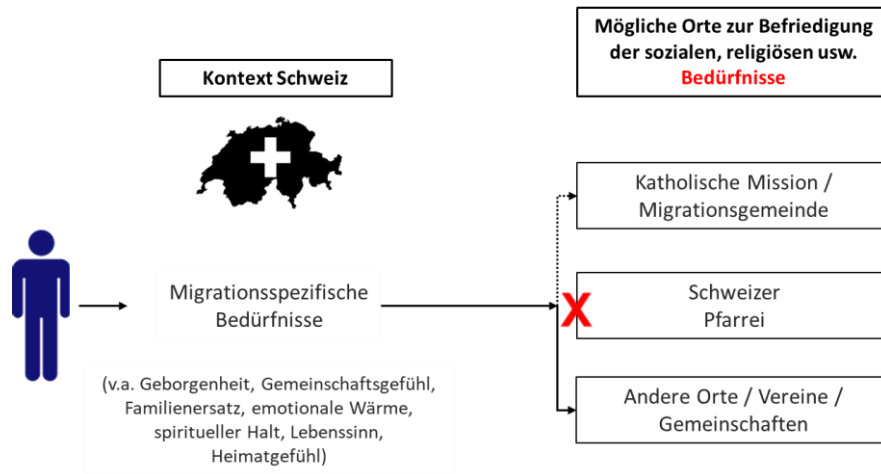 Kontext Schweiz
Mögliche Orte zur Befriedigung
der sozialen, religiösen usw.
Bedürfnisse
Migrationsspezifische
Bedürfnisse
(v.a. Geborgenheit, Gemeinschaftsgefühl,
Familienersatz, emotionale Wärme,
spiritueller Halt, Lebenssinn,
Heimatgefühl)
Katholische Mission /
Migrationsgemeinde
X
Schweizer
Pfarrei
Andere Orte / Vereine /
Gemeinschaften